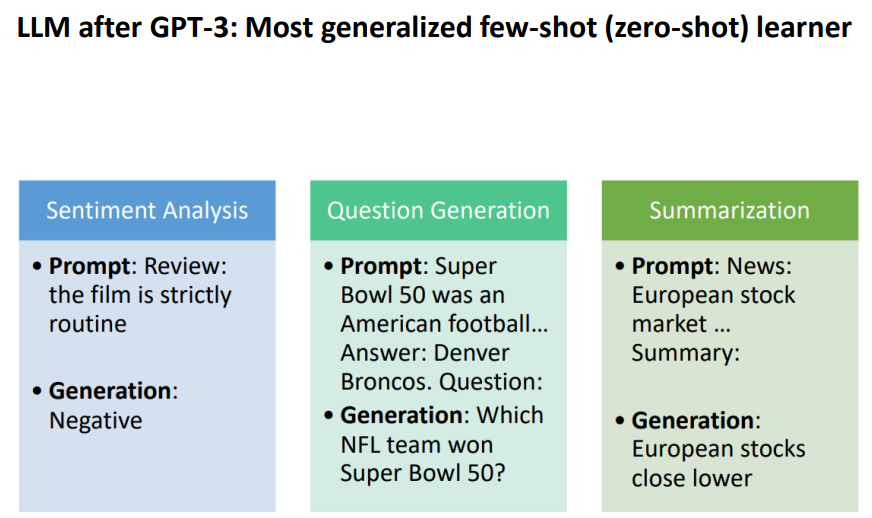 LLM after GPT-3: Most generalized few-shot (zero-shot) learner
Sentiment Analysis
• Prompt: Review:
the film is strictly
routine
• Generation:
Negative
Question Generation
• Prompt: Super
Bowl 50 was an
American football...
Answer: Denver
Broncos. Question:
• Generation: Which
NFL team won
Super Bowl 50?
Summarization
• Prompt: News:
European stock
market ...
Summary:
• Generation:
European stocks
close lower